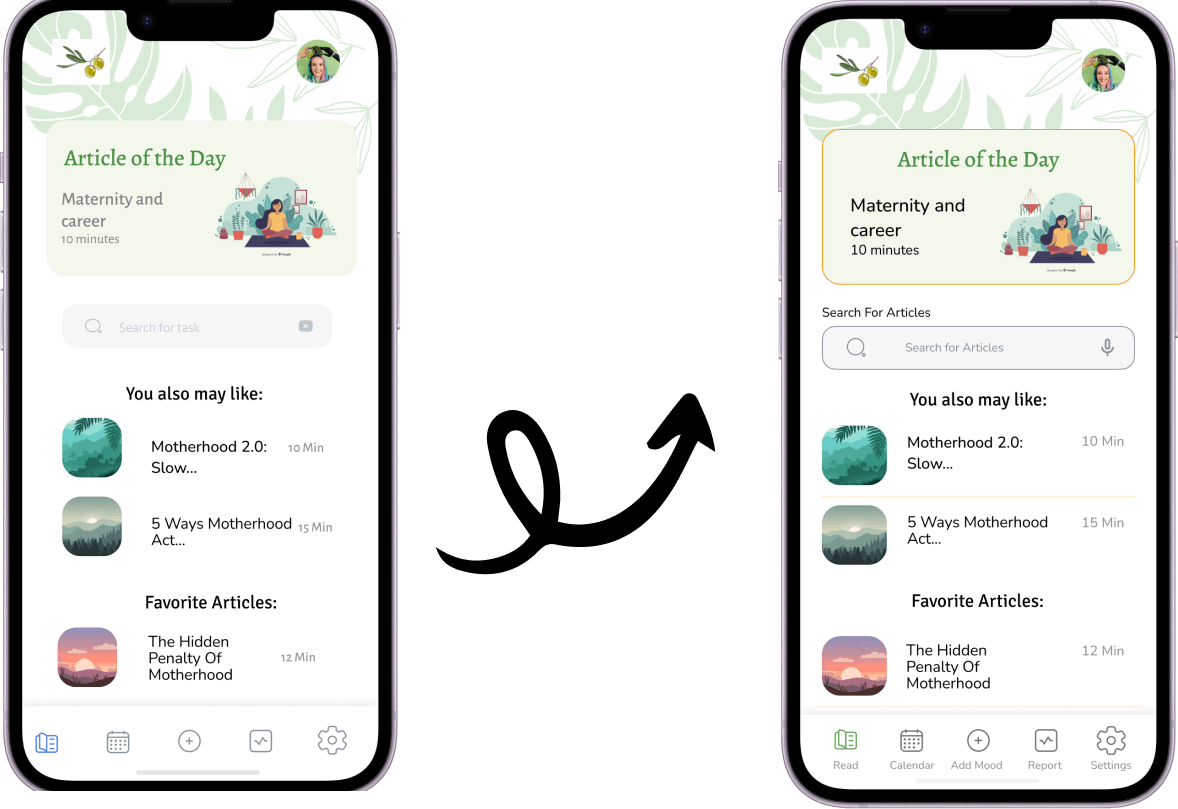 Article of the Day
Maternity and
career
10 minutes
Search for task
You also may like:
Motherhood 2.0:
Slow...
10 Min
5 Ways Motherhood
Act...
15 Min
Favorite Articles:
The Hidden
Penalty Of
Motherhood
12 Min
Article of the Day
Maternity and
career
10 minutes
Search For Articles
Search for Articles
You also may like:
Motherhood 2.0:
Slow...
10 Min
5 Ways Motherhood
Act...
15 Min
Favorite Articles:
The Hidden
Penalty Of
Motherhood
12 Min
Read
Calendar
Add Mood
Report
Settings